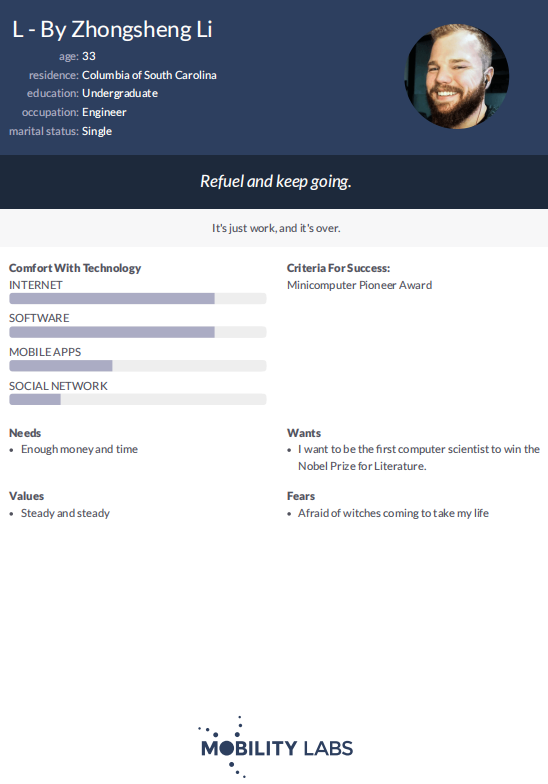 L - By Zhongsheng Li
age: 33
residence: Columbia of South Carolina
education: Undergraduate
occupation: Engineer
marital status: Single
Refuel and keep going.
It's just work, and it's over.
Comfort With Technology
INTERNET
SOFTWARE
MOBILE APPS
SOCIAL NETWORK
Criteria For Success:
Minicomputer Pioneer Award
Needs
• Enough money and time
Wants
• I want to be the first computer scientist to win the
Nobel Prize for Literature.
Values
• Steady and steady
Fears
• Afraid of witches coming to take my life
MOBILITY LABS